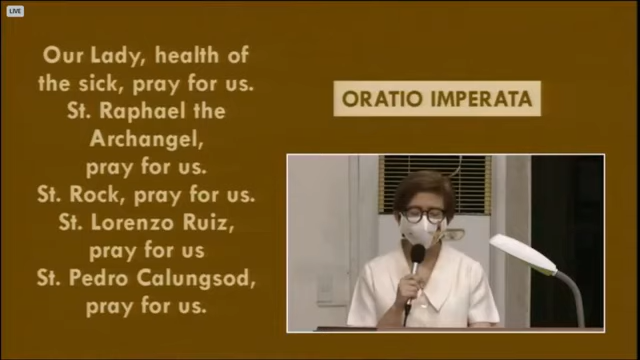 LIVE
Our Lady, health of
the sick, pray for us.
St. Raphael the
Archangel,
pray for us.
St. Rock, pray for us.
St. Lorenzo Ruiz,
pray for us
St. Pedro Calungsod,
pray for us.
ORATIO IMPERATA